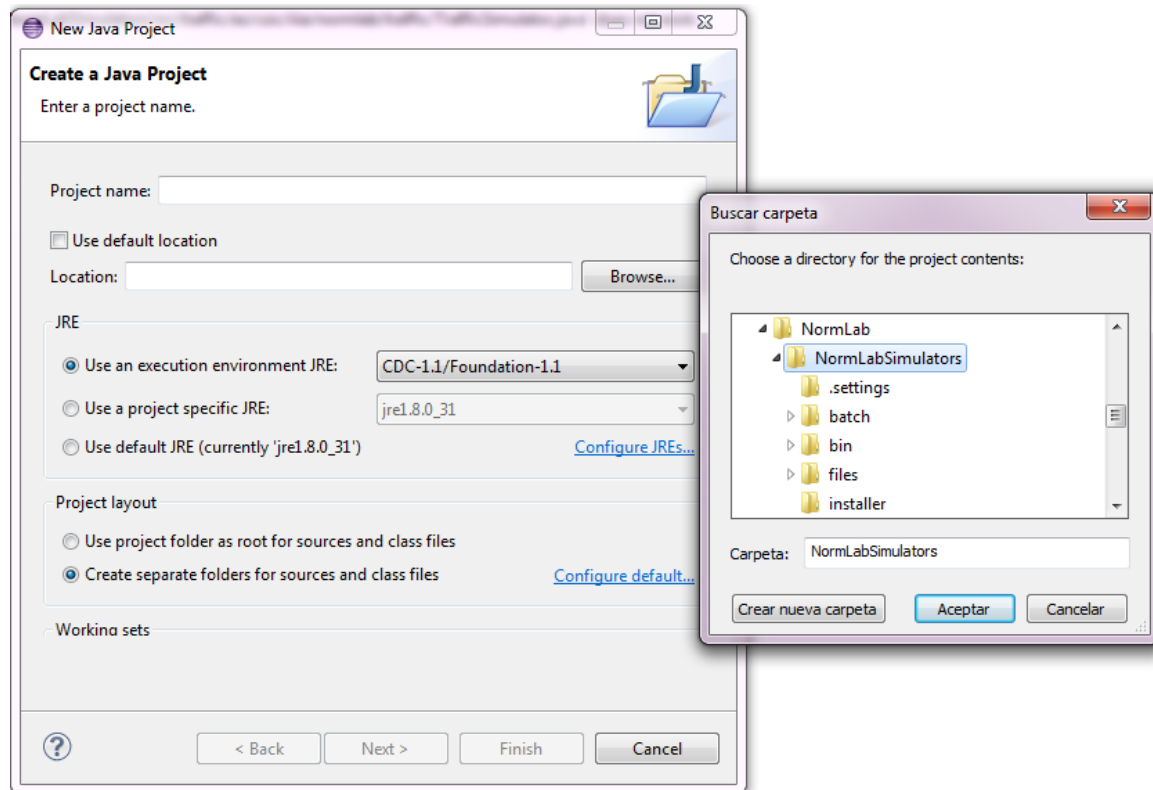 New Java Project
Create a Java Project
Enter a project name.
Project name:
Use default location
Location:
Browse...
JRE
Use an execution environment JRE:
CDC-1.1/Foundation-1.1
Use a project specific JRE:
jre1.8.0_31
Use default JRE (currently 'jre1.8.0_31')
Configure JREs...
Project layout
Use project folder as root for sources and class files
Create separate folders for sources and class files
Configure default...
Working sets
?
< Back
Next >
Finish
Cancel
Buscar carpeta
Choose a directory for the project contents:
NormLab
NormLabSimulators
.settings
batch
bin
files
installer
Carpeta: NormLabSimulators
Crear nueva carpeta
Aceptar
Cancelar